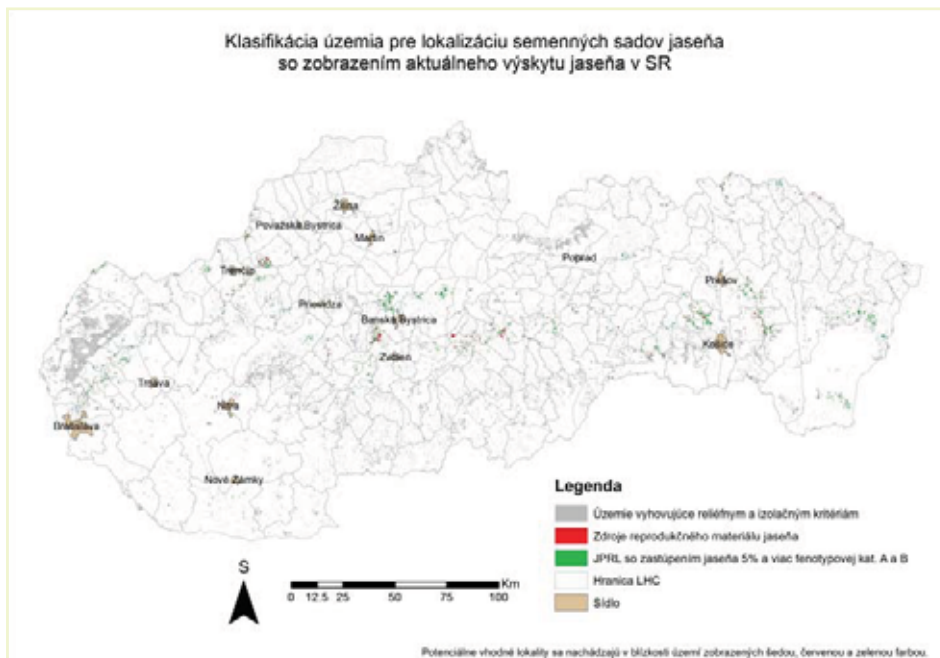 Klasifikácia územia pre lokalizáciu semenných sadov jaseňa
so zobrazením aktuálneho výskytu jaseňa v SR
Žilina
Považská Bystrica
Martin
Poprad
Trenčín
Prešov
Prievidza
Banská Bystrica
Košice
Zvolen
Trnava
Nitra
Bratislava
Nové Zámky
Legenda
Územie vyhovujúce reliéfnym a izolačným kritériám
Zdroje reprodukčného materiálu jaseňa
JPRL so zastúpením jaseňa 5% a viac fenotypovej kat. A a B
Hranica LHC
Sídlo
S
Km
0 12.5 25 50 75 100
Potenciálne vhodné lokality sa nachádzajú v blízkosti území zobrazených šedou, červenou a zelenou farbou.